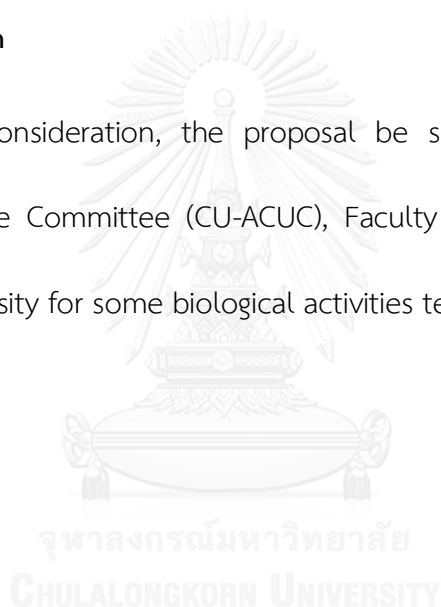 onsideration, the proposal be s
e Committee (CU-ACUC), Faculty
sity for some biological activities te
จุฬาลงกรณ์มหาวิทยาลัย
CHULALONGKORN UNIVERSITY